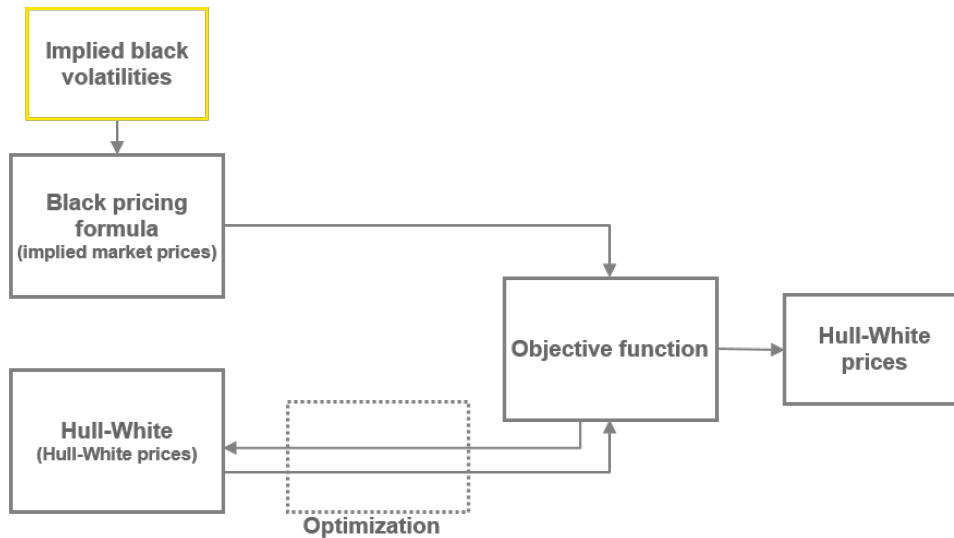 Implied black
volatilities
Black pricing
formula
(implied market prices)
Objective function
Hull-White
prices
Hull-White
(Hull-White prices)
Optimization